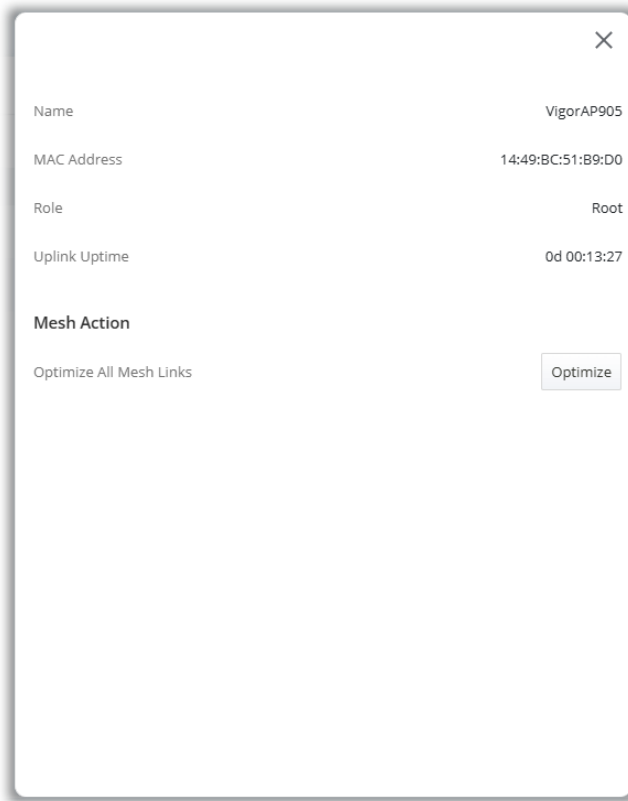 Name VigorAP905
MAC Address 14:49:BC:51:B9:D0
Role Root
Uplink Uptime 0d 00:13:27
Mesh Action
Optimize All Mesh Links Optimize